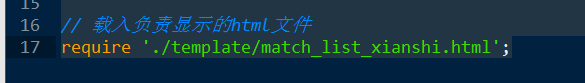 15
16 // 载入负责显示的html文件
17 require './template/match_list_xianshi.html';